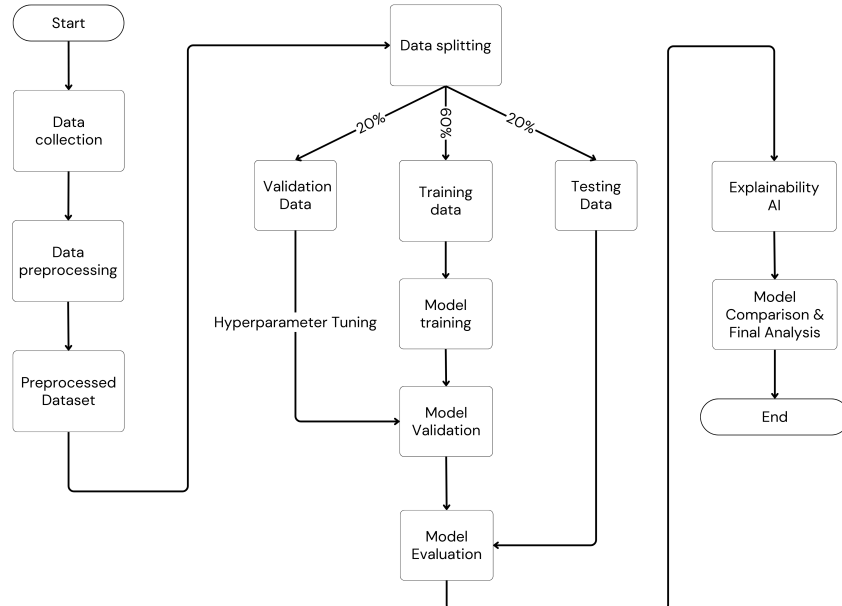 Start
Data
collection
Data
preprocessing
Preprocessed
Dataset
Data splitting
20%
60%
20%
Validation
Data
Training
data
Testing
Data
Hyperparameter Tuning
Model
training
Model
Validation
Model
Evaluation
Explainability
AI
Model
Comparison &
Final Analysis
End